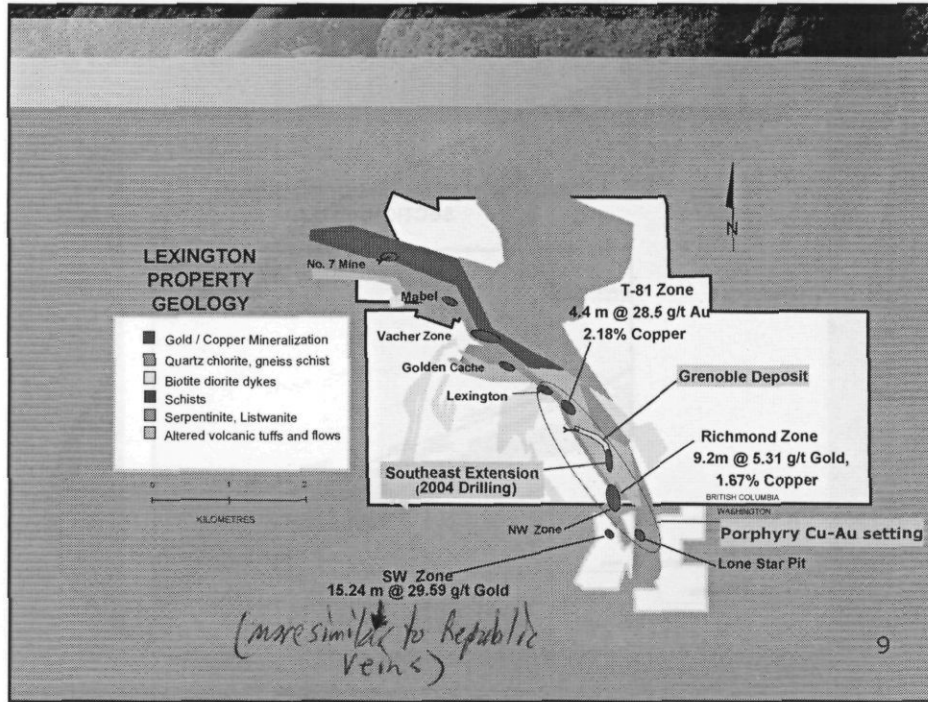 LEXINGTON
PROPERTY
GEOLOGY
Gold / Copper Mineralization
Quartz chlorite, gneiss schist
Biotite diorite dykes
Schists
Serpentinite, Listwanite
Altered volcanic tuffs and flows
0 1 2
KILOMETRES
N
No. 7 Mine
Mabel
Vacher Zone
Golden Cache
Lexington
T-81 Zone
4.4 m @ 28.5 g/t Au
2.18% Copper
Grenoble Deposit
Southeast Extension
(2004 Drilling)
Richmond Zone
9.2m @ 5.31 g/t Gold,
1.67% Copper
BRITISH COLUMBIA
WASHINGTON
NW Zone
Porphyry Cu-Au setting
Lone Star Pit
SW Zone
15.24 m @ 29.59 g/t Gold
(more similar to Republic
veins)
9